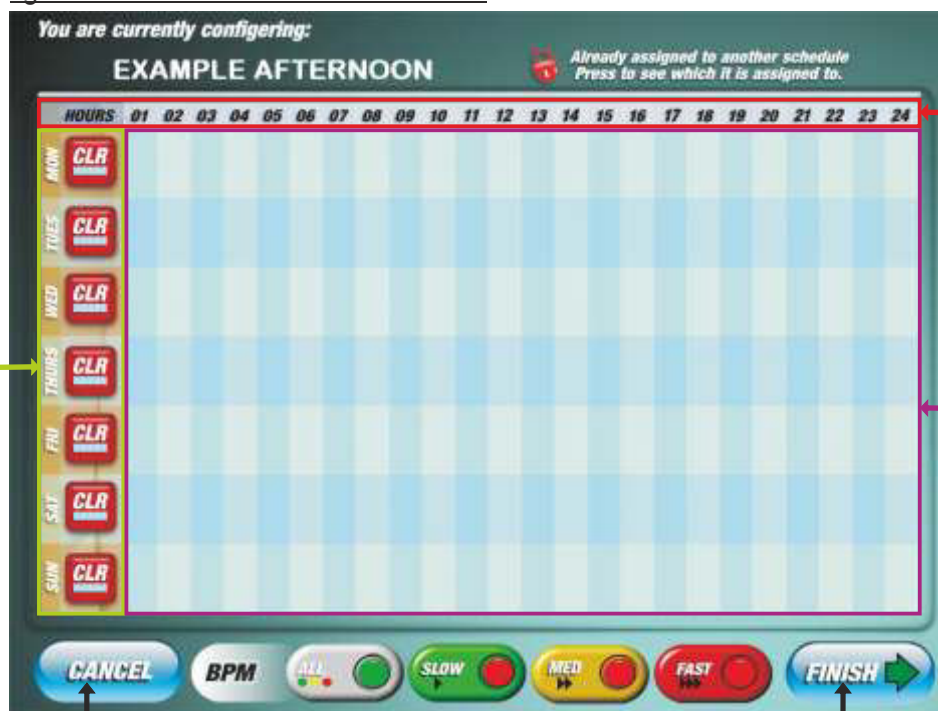 You are currently configering:
EXAMPLE AFTERNOON
Already assigned to another schedule
Press to see which it is assigned to.
HOURS 01 02 03 04 05 06 07 08 09 10 11 12 13 14 15 16 17 18 19 20 21 22 23 24
MON CLR
TUES CLR
WED CLR
THURS CLR
FRI CLR
SAT CLR
SUN CLR
CANCEL BPM ALL SLOW MED FAST FINISH